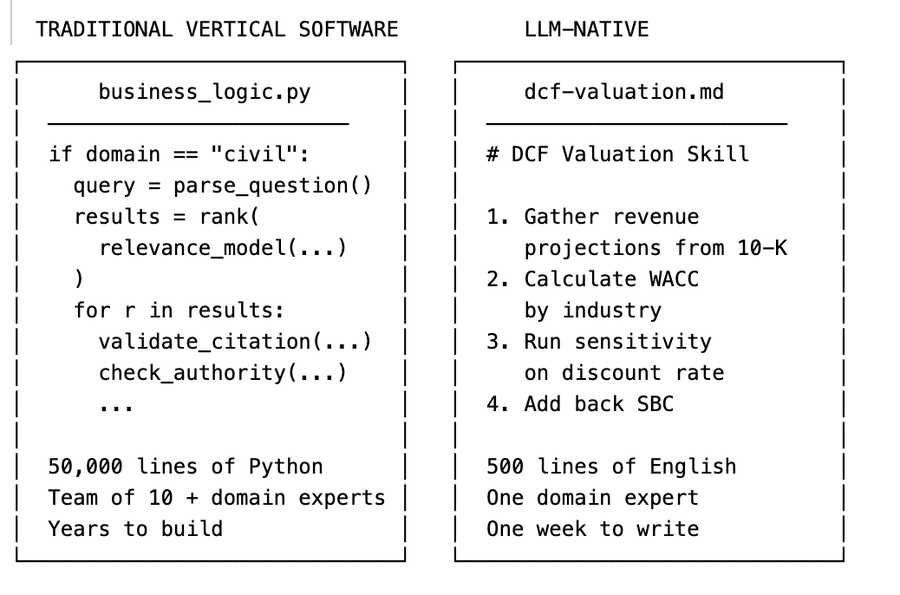 TRADITIONAL VERTICAL SOFTWARE
business_logic.py
if domain == "civil":
query = parse_question()
results = rank(
relevance_model(...)
)
for r in results:
validate_citation(...)
check_authority(...)
...
50,000 lines of Python
Team of 10 + domain experts
Years to build
LLM-NATIVE
dcf-valuation.md
# DCF Valuation Skill
1. Gather revenue
projections from 10-K
2. Calculate WACC
by industry
3. Run sensitivity
on discount rate
4. Add back SBC
500 lines of English
One domain expert
One week to write